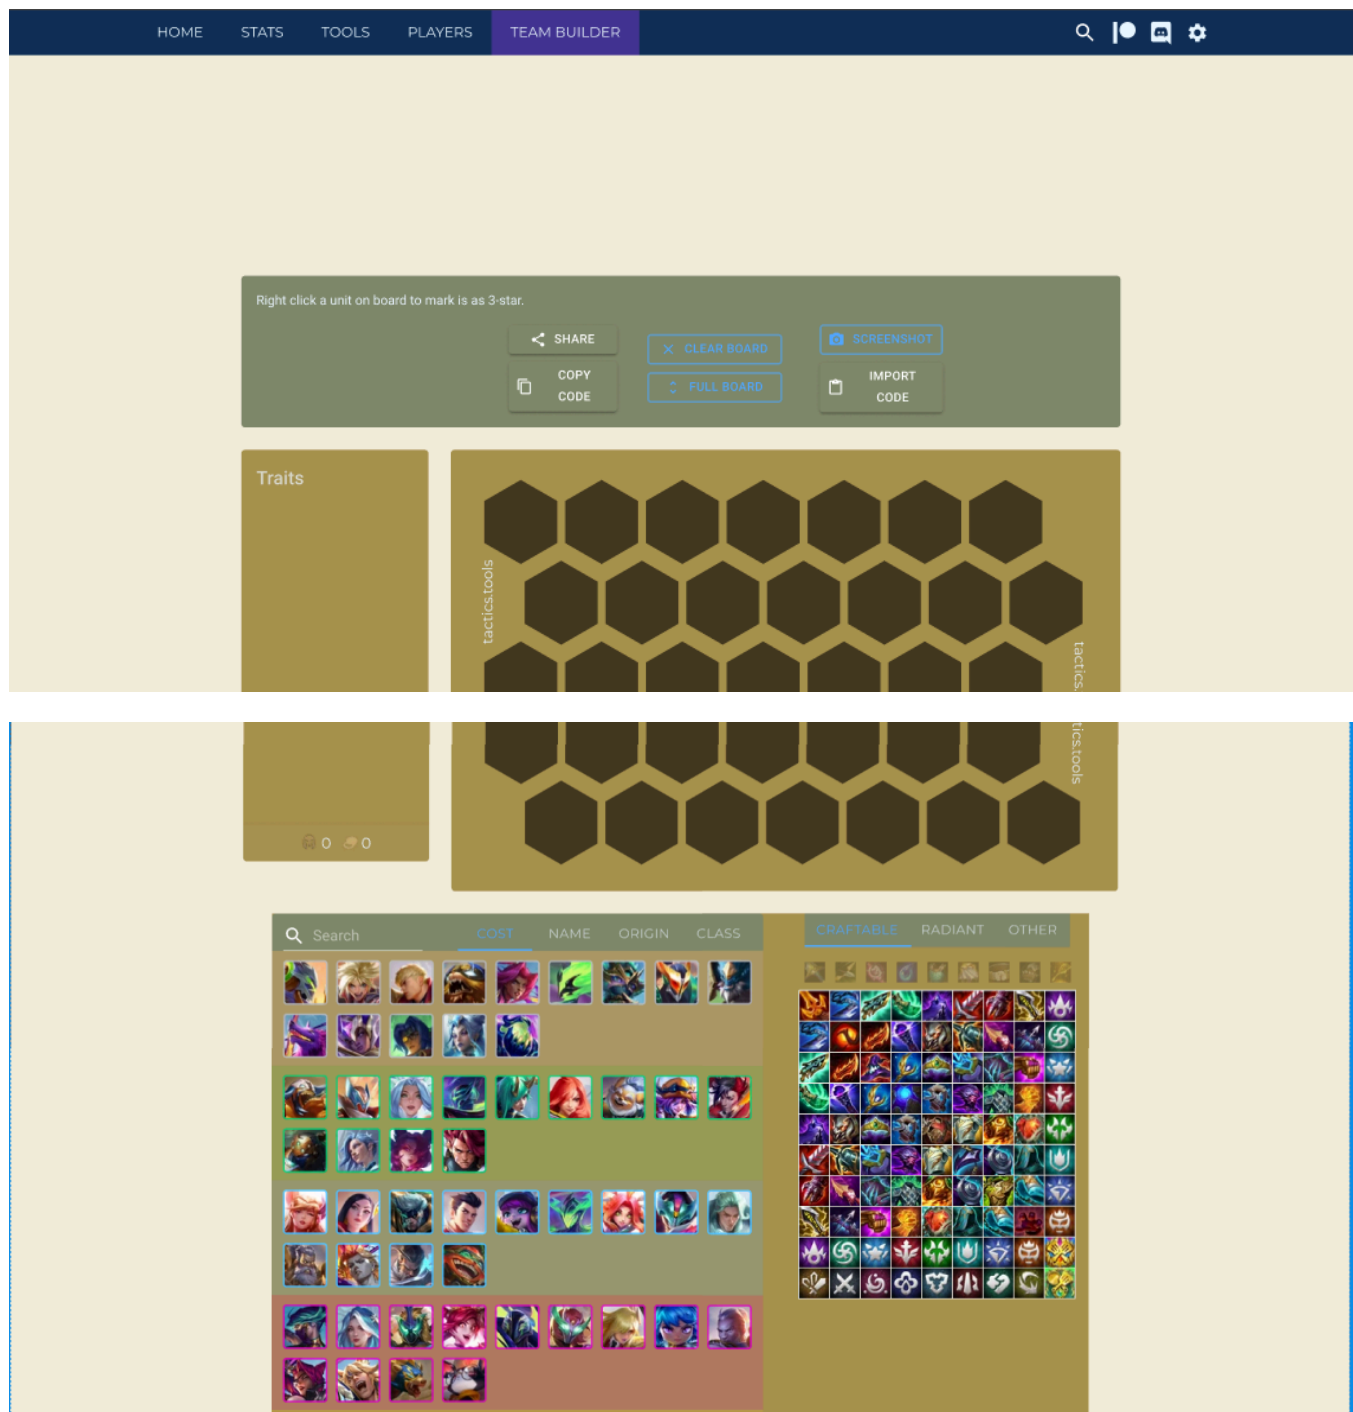 HOME STATS TOOLS PLAYERS TEAM BUILDER
Right click a unit on board to mark is as 3-star.
SHARE
COPY
CODE
CLEAR BOARD
FULL BOARD
SCREENSHOT
IMPORT
CODE
Traits
tactics.tools
tactics.
tics.tools
0 0
Search COST NAME ORIGIN CLASS
CRAFTABLE RADIANT OTHER